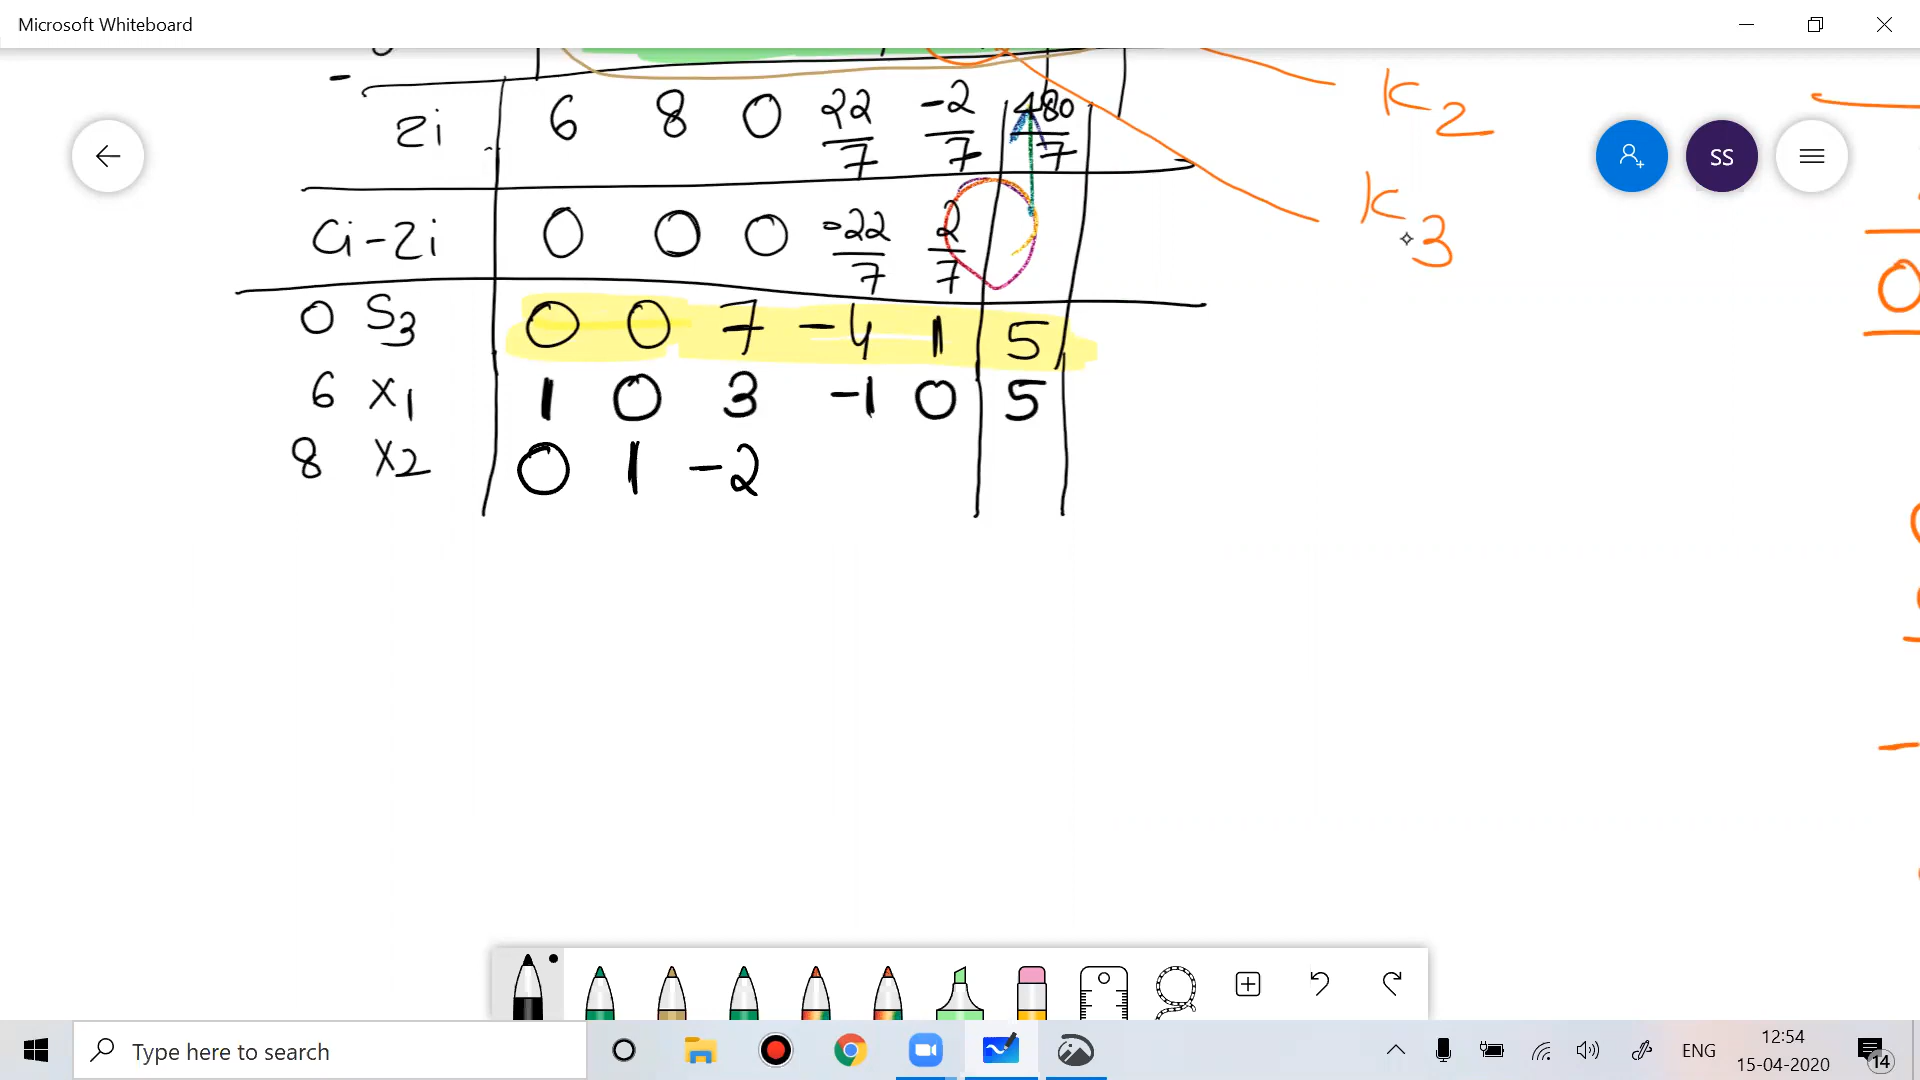 Microsoft Whiteboard
zi 6 8 0 22/7 -2/7 480/7
Ci-Zi 0 0 0 -22/7 2/7
0 S3 0 0 7 -4 1 5
6 X1 1 0 3 -1 0 5
8 X2 0 1 -2
K2
K3
0
SS
Type here to search
ENG
12:54
15-04-2020
14